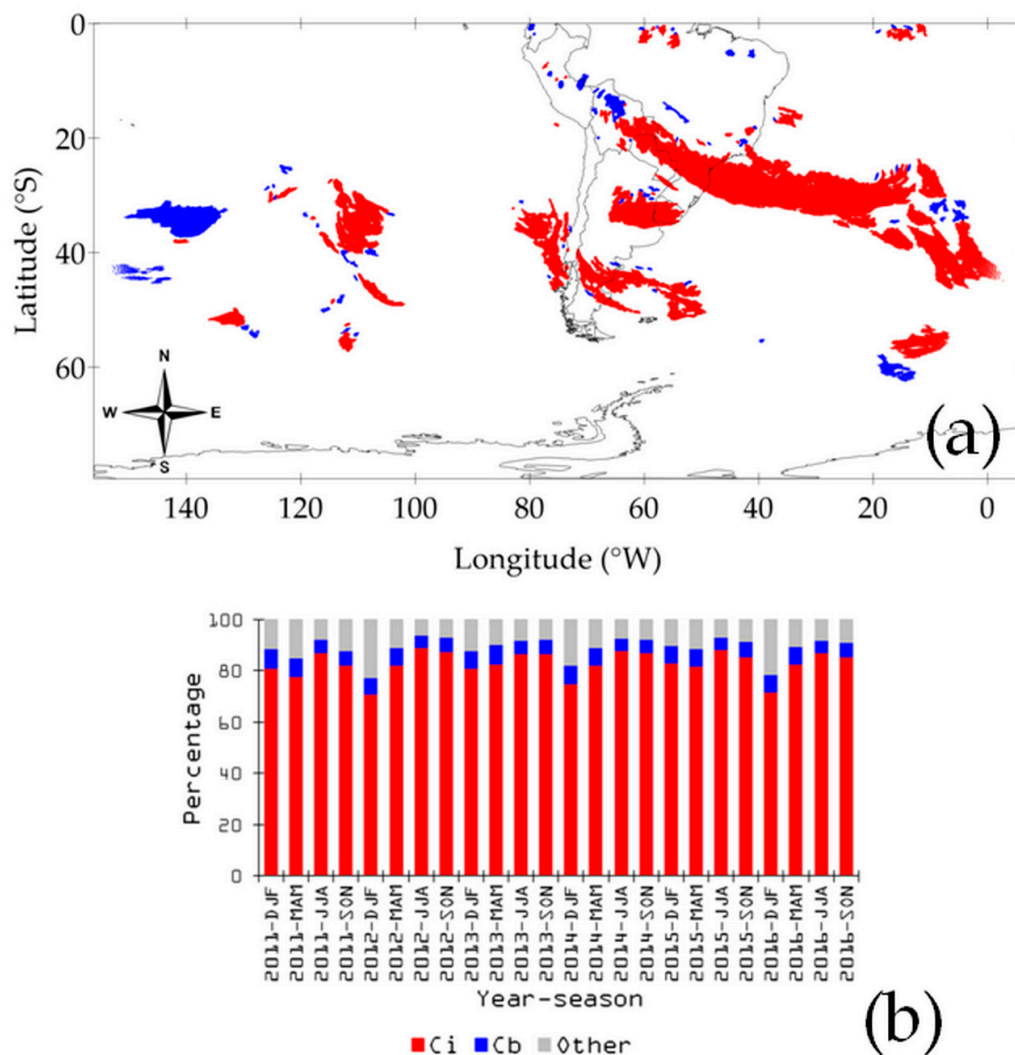 0
20
40
60
Latitude (°S)
N
W E
S
(a)
140 120 100 80 60 40 20 0
Longitude (°W)
100
80
60
40
20
0
Percentage
2011-DJF
2011-MAM
2011-JJA
2011-SON
2012-DJF
2012-MAM
2012-JJA
2012-SON
2013-DJF
2013-MAM
2013-JJA
2013-SON
2014-DJF
2014-MAM
2014-JJA
2014-SON
2015-DJF
2015-MAM
2015-JJA
2015-SON
2016-DJF
2016-MAM
2016-JJA
2016-SON
Year-season
(b)
Ci Cb Other